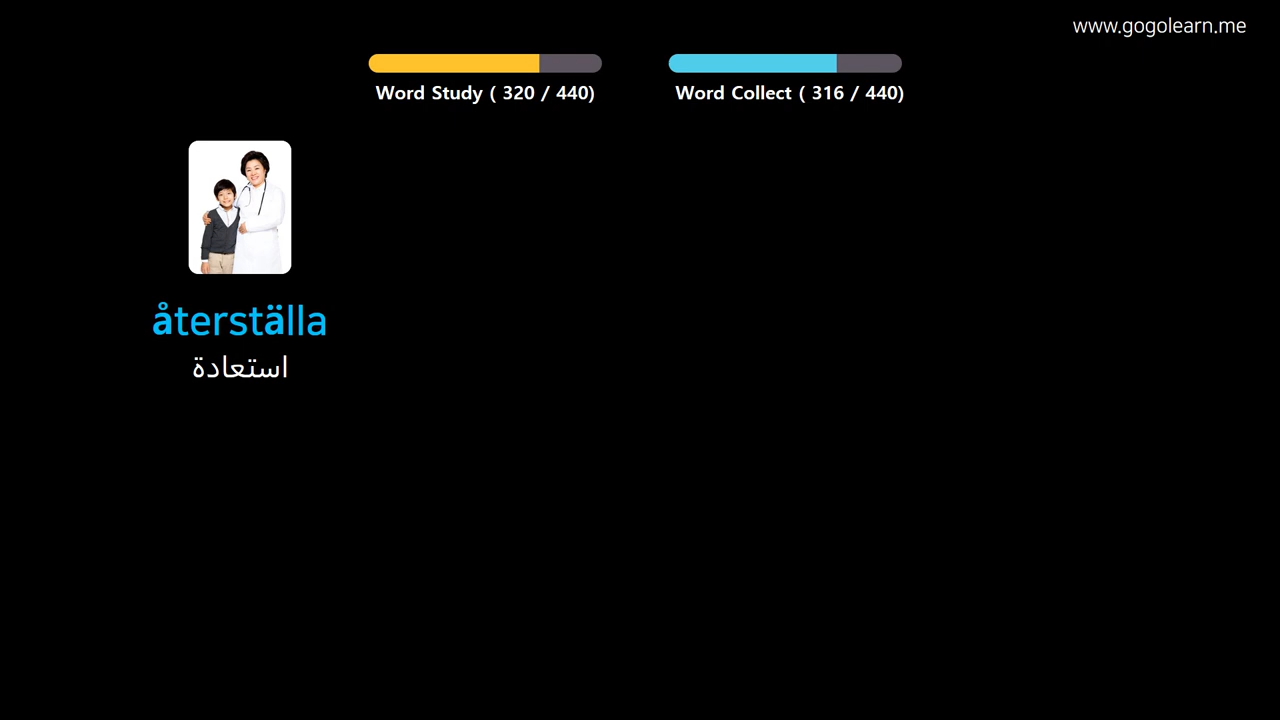 www.gogolearn.me
Word Study ( 320 / 440)
Word Collect ( 316 / 440)
återställa
استعادة